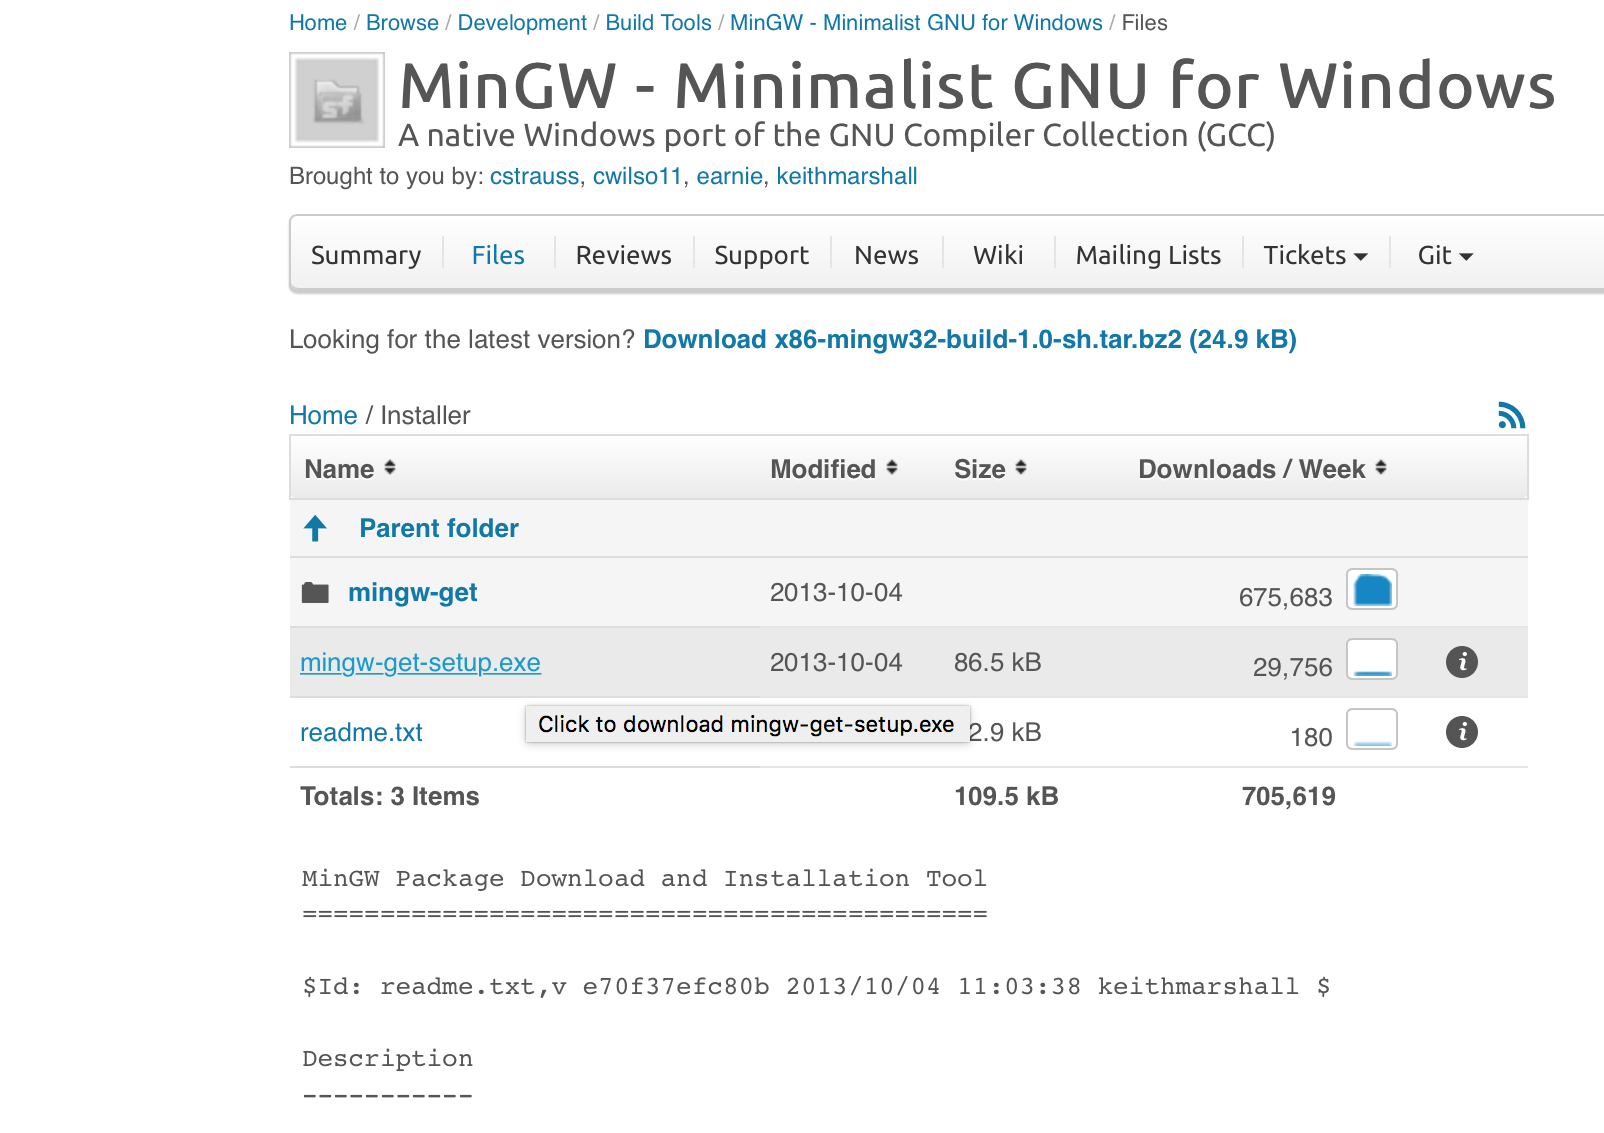 Home / Browse / Development / Build Tools / MinGW - Minimalist GNU for Windows / Files
sf
MinGW - Minimalist GNU for Windows
A native Windows port of the GNU Compiler Collection (GCC)
Brought to you by: cstrauss, cwilso11, earnie, keithmarshall
Summary Files Reviews Support News Wiki Mailing Lists Tickets Git
Looking for the latest version? Download x86-mingw32-build-1.0-sh.tar.bz2 (24.9 kB)
Home / Installer
Name Modified Size Downloads / Week
Parent folder
mingw-get 2013-10-04 675,683
mingw-get-setup.exe 2013-10-04 86.5 kB 29,756 i
Click to download mingw-get-setup.exe
readme.txt 2.9 kB 180 i
Totals: 3 Items 109.5 kB 705,619
MinGW Package Download and Installation Tool
============================================
$Id: readme.txt,v e70f37efc80b 2013/10/04 11:03:38 keithmarshall $
Description
-----------